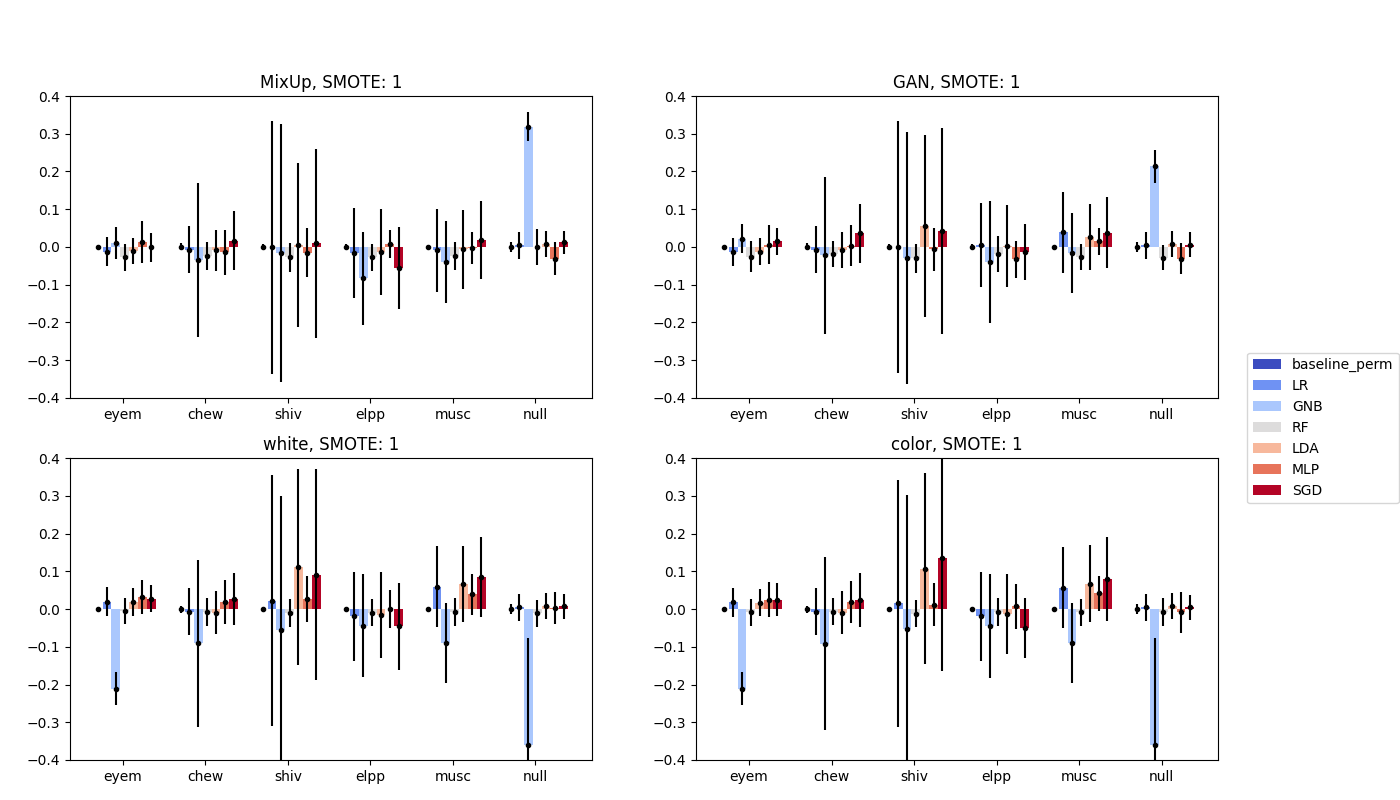 MixUp, SMOTE: 1
0.4
0.3
0.2
0.1
0.0
−0.1
−0.2
−0.3
−0.4
eyem chew shiv elpp musc null
GAN, SMOTE: 1
0.4
0.3
0.2
0.1
0.0
−0.1
−0.2
−0.3
−0.4
eyem chew shiv elpp musc null
white, SMOTE: 1
0.4
0.3
0.2
0.1
0.0
−0.1
−0.2
−0.3
−0.4
eyem chew shiv elpp musc null
color, SMOTE: 1
0.4
0.3
0.2
0.1
0.0
−0.1
−0.2
−0.3
−0.4
eyem chew shiv elpp musc null
baseline_perm
LR
GNB
RF
LDA
MLP
SGD